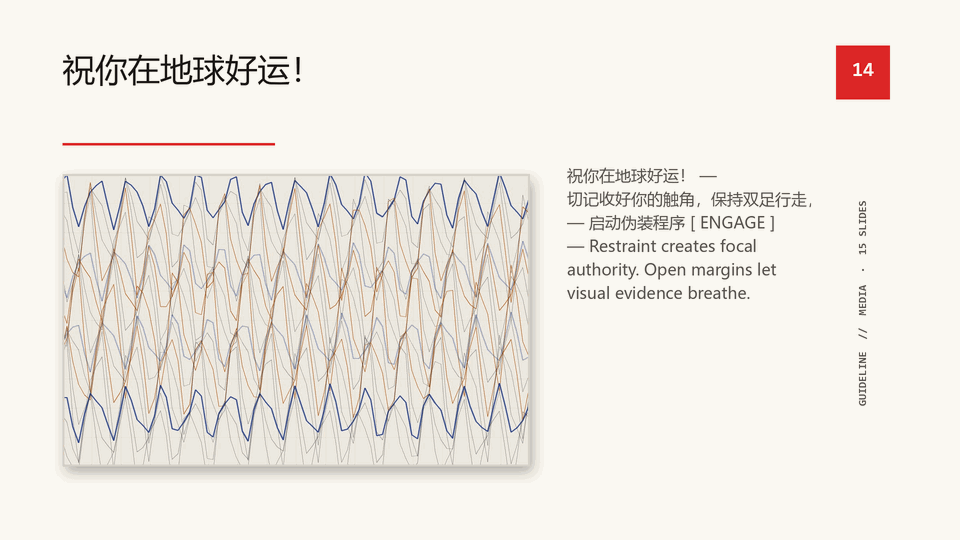 祝你在地球好运！
14
祝你在地球好运！ —
切记收好你的触角，保持双足行走，
— 启动伪装程序 [ ENGAGE ]
— Restraint creates focal
authority. Open margins let
visual evidence breathe.
GUIDELINE // MEDIA · 15 SLIDES